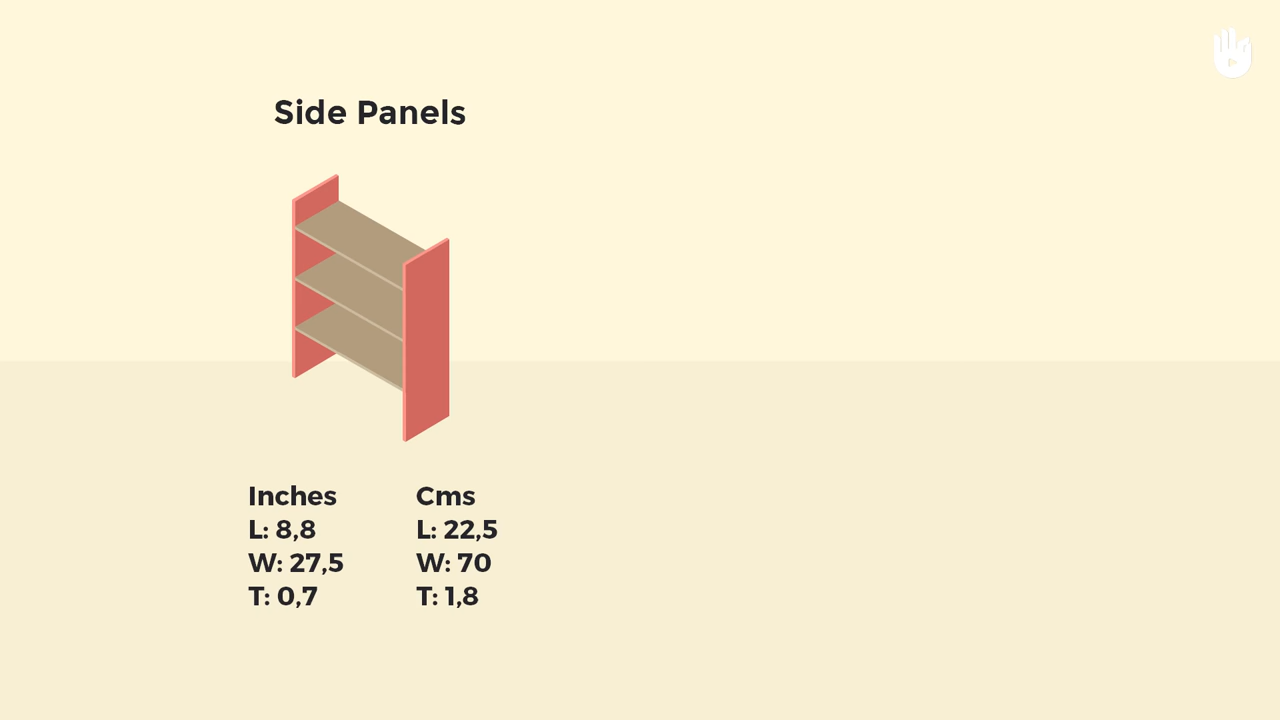 Side Panels
Inches
L: 8,8
W: 27,5
T: 0,7
Cms
L: 22,5
W: 70
T: 1,8